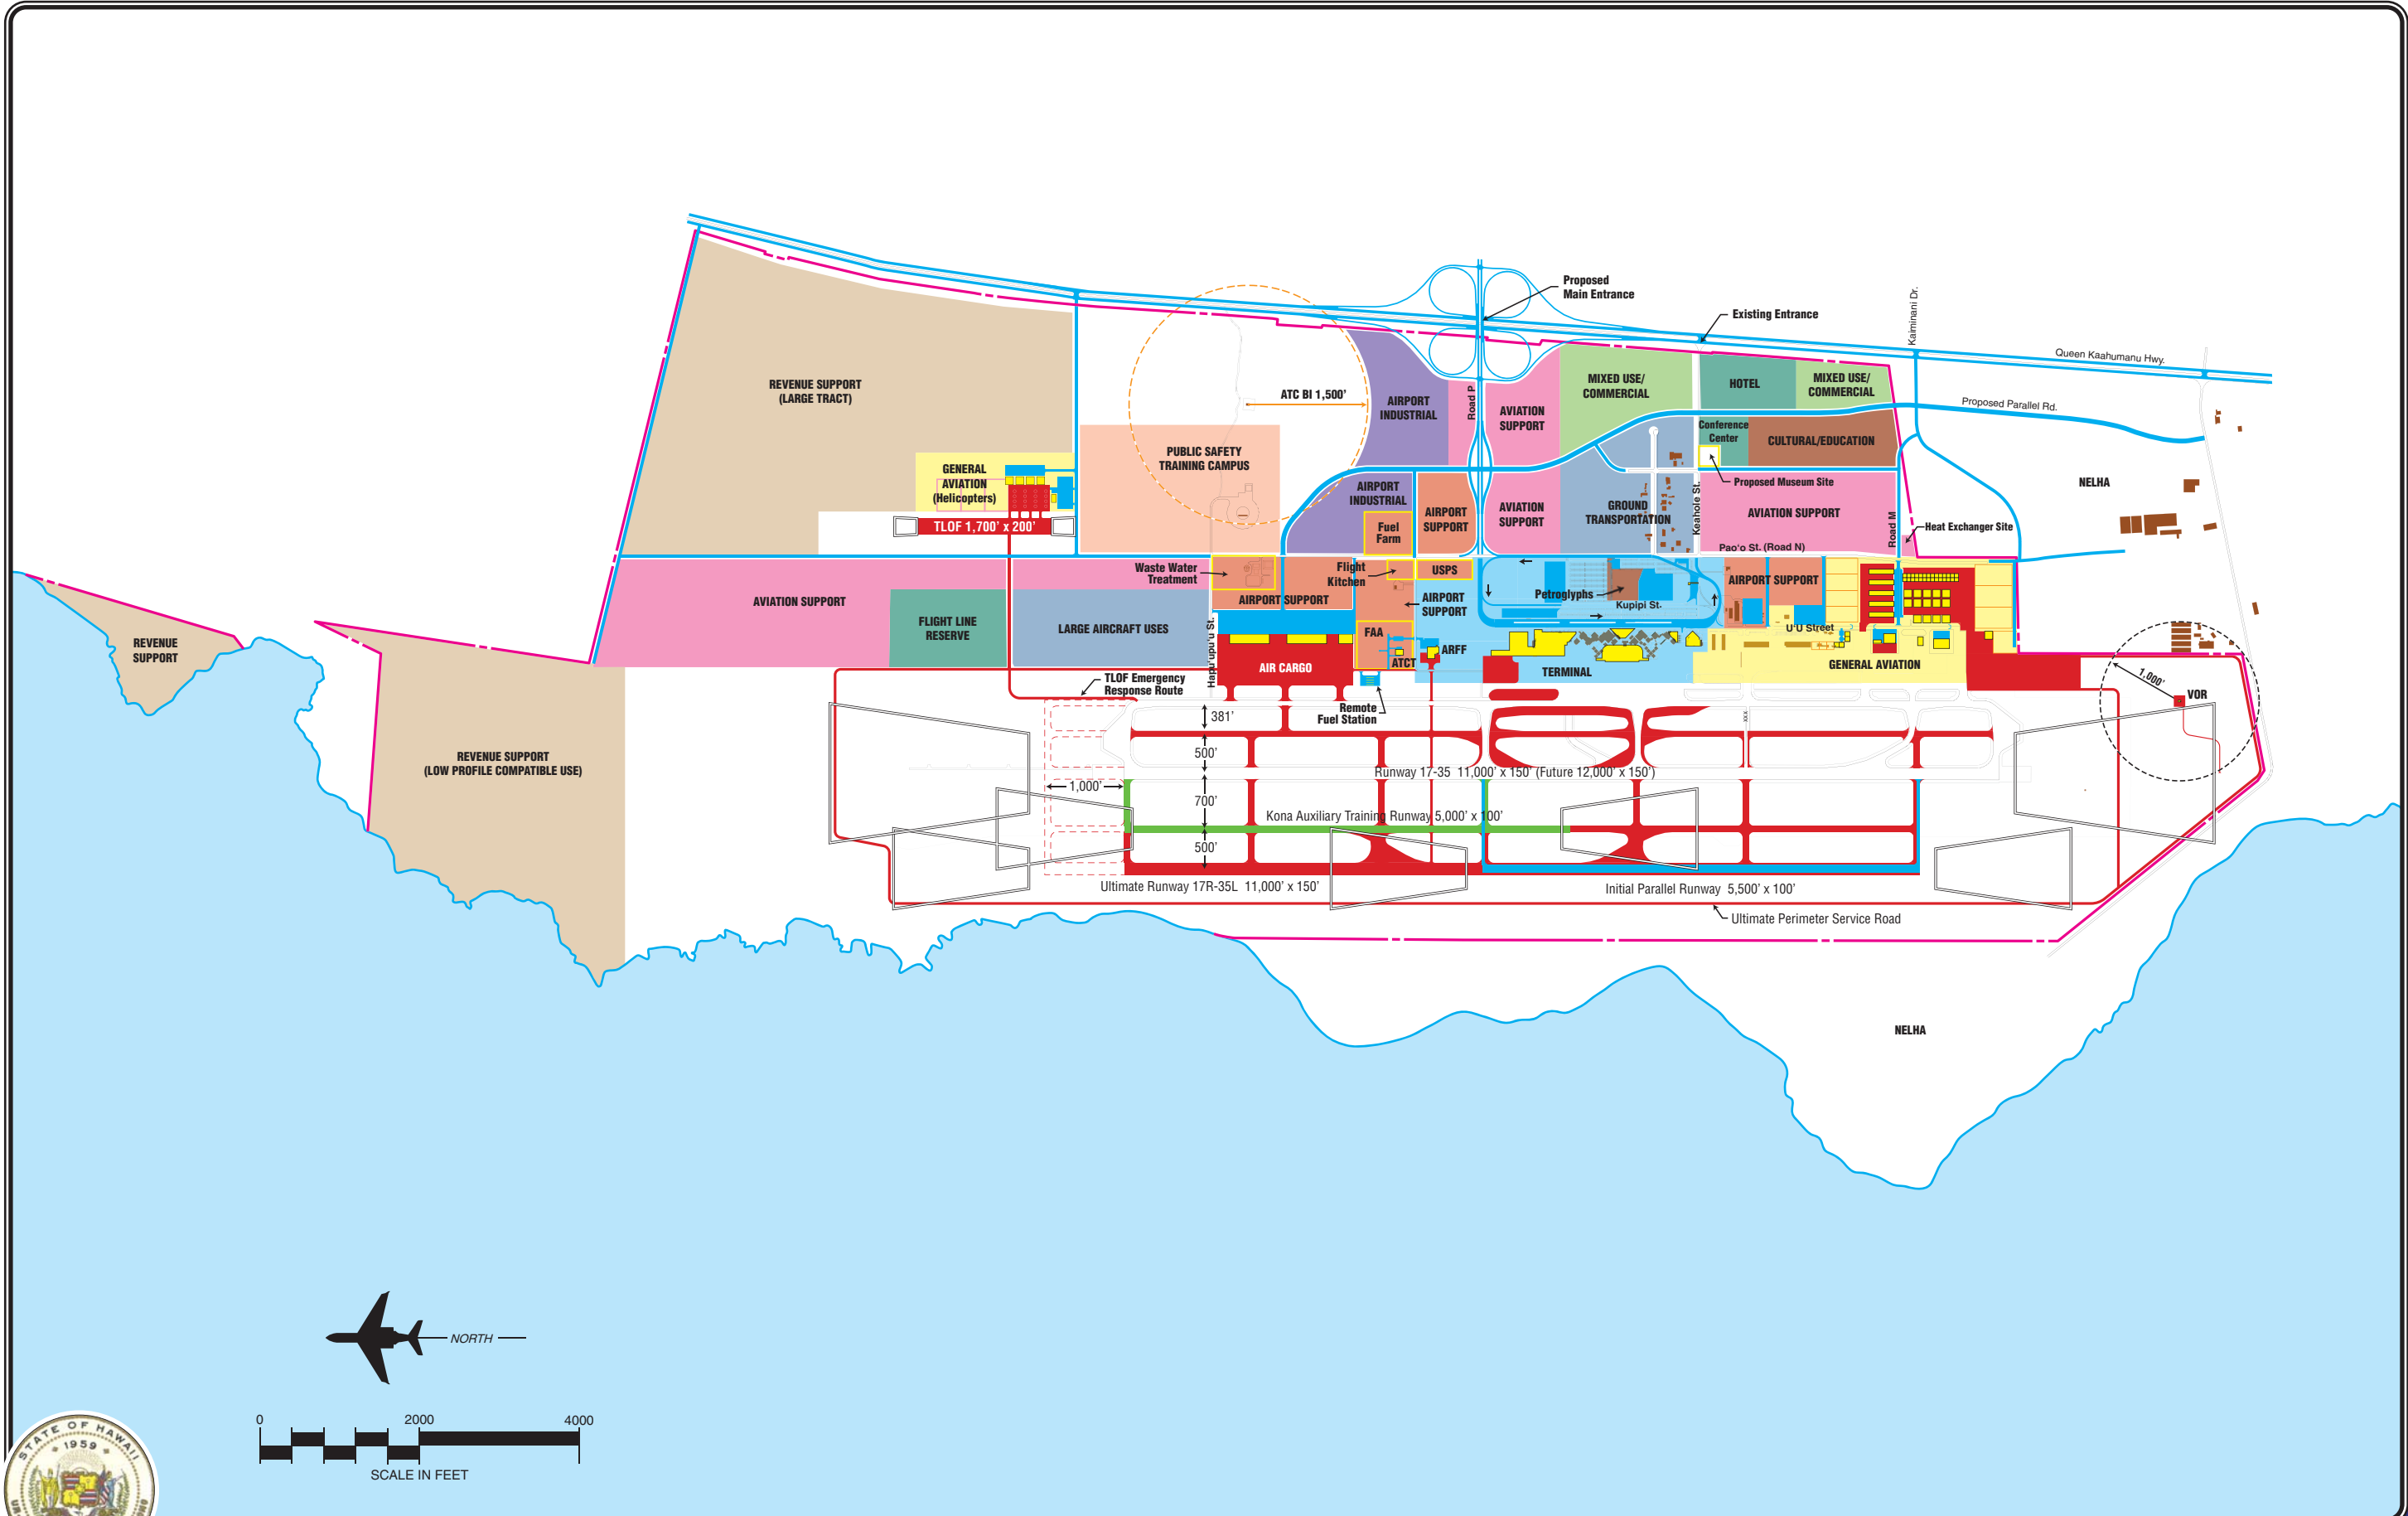 Proposed
Main Entrance
Existing Entrance
Kaiminani Dr.
Queen Kaahumanu Hwy.
REVENUE SUPPORT
(LARGE TRACT)
ATC BI 1,500'
AIRPORT
INDUSTRIAL
Road P
AVIATION
SUPPORT
MIXED USE/
COMMERCIAL
HOTEL
MIXED USE/
COMMERCIAL
Proposed Parallel Rd.
Conference
Center
CULTURAL/EDUCATION
PUBLIC SAFETY
TRAINING CAMPUS
GENERAL
AVIATION
(Helicopters)
TLOF 1,700' x 200'
AIRPORT
INDUSTRIAL
Fuel
Farm
AIRPORT
SUPPORT
AVIATION
SUPPORT
GROUND
TRANSPORTATION
Keahole St.
Proposed Museum Site
AVIATION SUPPORT
Road M
Heat Exchanger Site
NELHA
Pao'o St. (Road N)
Waste Water
Treatment
Flight
Kitchen
USPS
AIRPORT SUPPORT
AIRPORT
SUPPORT
Petroglyphs
Kupipi St.
AIRPORT SUPPORT
AVIATION SUPPORT
FLIGHT LINE
RESERVE
LARGE AIRCRAFT USES
Hapu'upu'u St.
FAA
ATCT
ARFF
AIR CARGO
TERMINAL
U'U Street
GENERAL AVIATION
REVENUE
SUPPORT
TLOF Emergency
Response Route
Remote
Fuel Station
1,000'
VOR
REVENUE SUPPORT
(LOW PROFILE COMPATIBLE USE)
381'
500'
Runway 17-35 11,000' x 150' (Future 12,000' x 150')
1,000'
700'
Kona Auxiliary Training Runway 5,000' x 100'
500'
Ultimate Runway 17R-35L 11,000' x 150'
Initial Parallel Runway 5,500' x 100'
Ultimate Perimeter Service Road
NELHA
NORTH
0 2000 4000
SCALE IN FEET
STATE OF HAWAII
1959